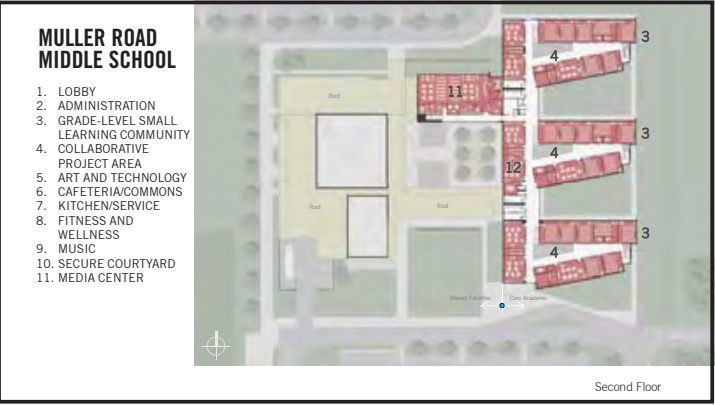 MULLER ROAD
MIDDLE SCHOOL
1. LOBBY
2. ADMINISTRATION
3. GRADE-LEVEL SMALL
LEARNING COMMUNITY
4. COLLABORATIVE
PROJECT AREA
5. ART AND TECHNOLOGY
6. CAFETERIA/COMMONS
7. KITCHEN/SERVICE
8. FITNESS AND
WELLNESS
9. MUSIC
10. SECURE COURTYARD
11. MEDIA CENTER
3
4
11
Roof
3
4
12
Roof
Roof
3
4
Shared Facilities
Core Academic
Second Floor